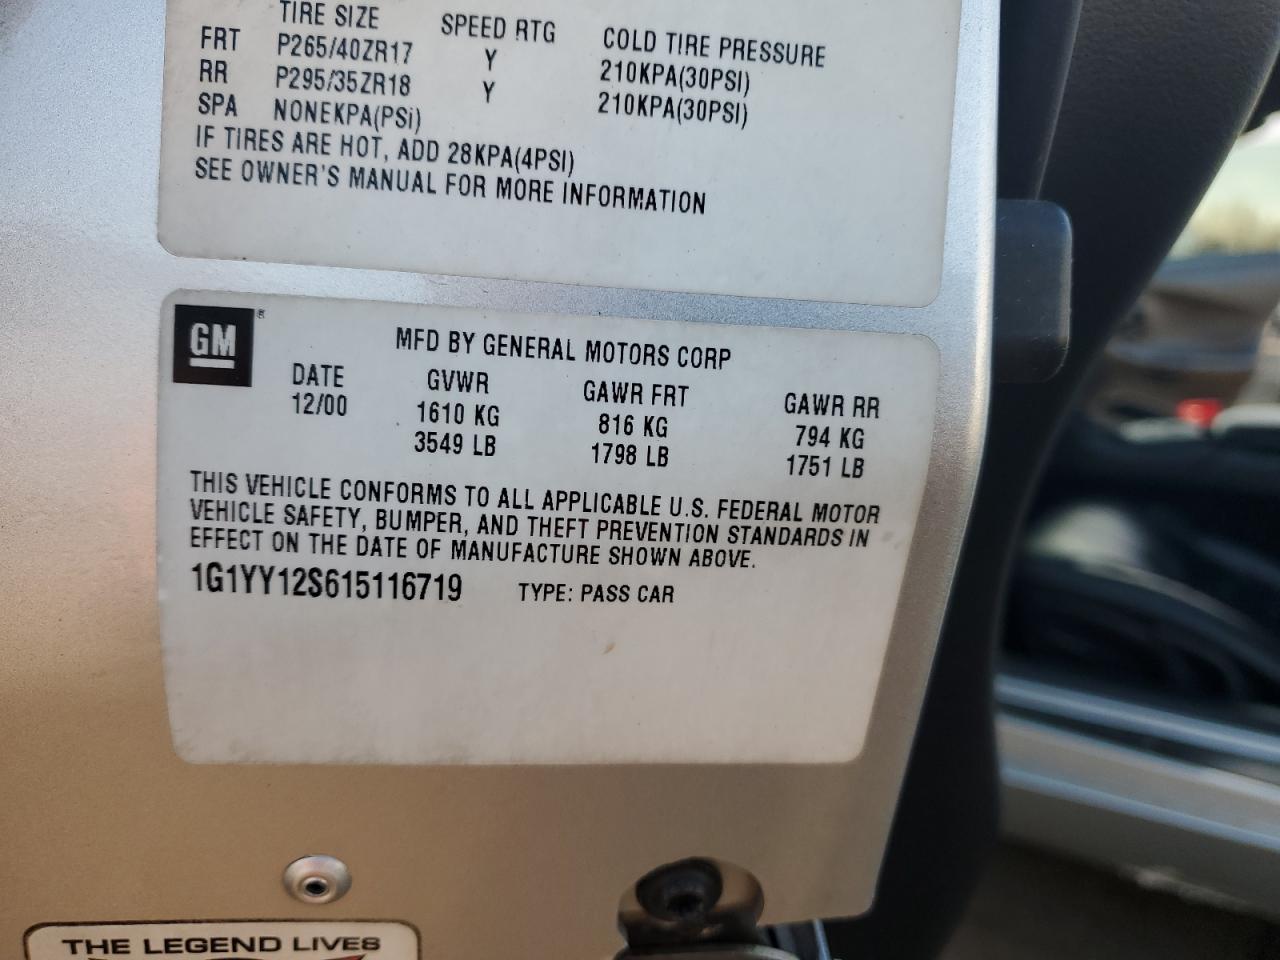 TIRE SIZE SPEED RTG COLD TIRE PRESSURE
FRT P265/40ZR17 Y 210KPA(30PSI)
RR P295/35ZR18 Y 210KPA(30PSI)
SPA NONEKPA(PSi)
IF TIRES ARE HOT, ADD 28KPA(4PSI)
SEE OWNER'S MANUAL FOR MORE INFORMATION
GM®
MFD BY GENERAL MOTORS CORP
DATE GVWR GAWR FRT GAWR RR
12/00 1610 KG 816 KG 794 KG
3549 LB 1798 LB 1751 LB
THIS VEHICLE CONFORMS TO ALL APPLICABLE U.S. FEDERAL MOTOR
VEHICLE SAFETY, BUMPER, AND THEFT PREVENTION STANDARDS IN
EFFECT ON THE DATE OF MANUFACTURE SHOWN ABOVE.
1G1YY12S615116719 TYPE: PASS CAR
THE LEGEND LIVES